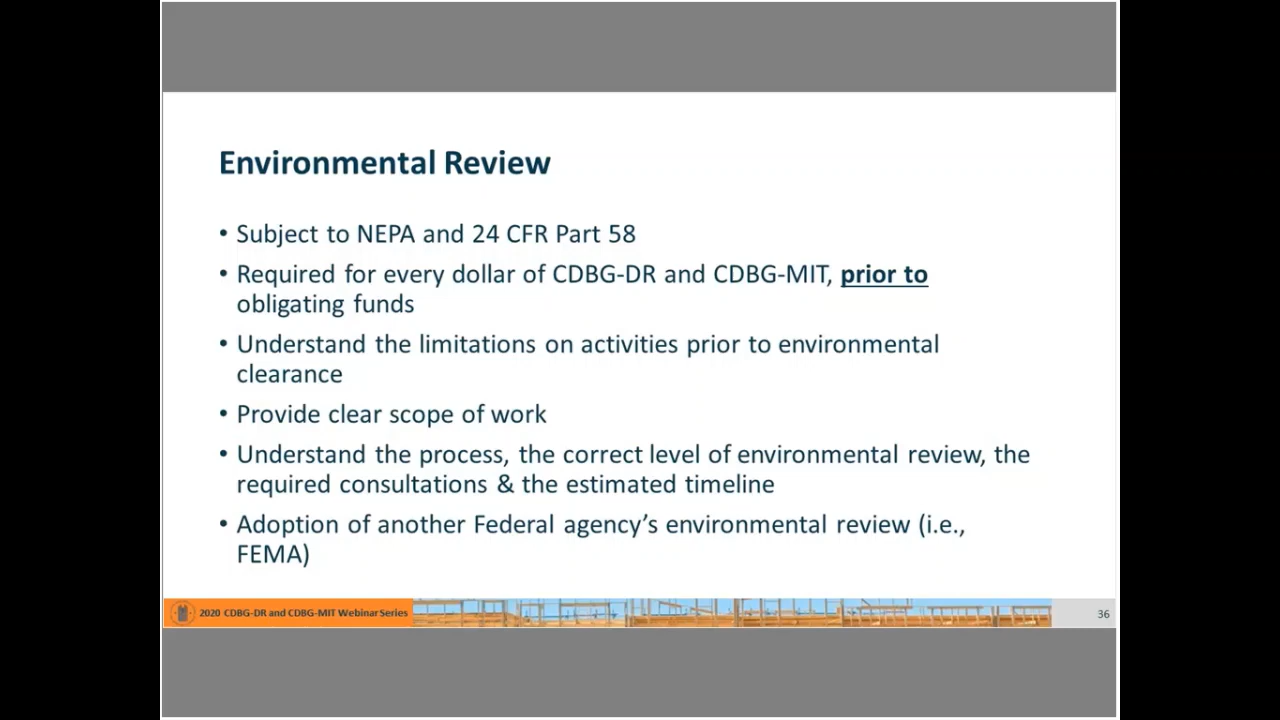 Environmental Review
• Subject to NEPA and 24 CFR Part 58
• Required for every dollar of CDBG-DR and CDBG-MIT, prior to
obligating funds
• Understand the limitations on activities prior to environmental
clearance
• Provide clear scope of work
• Understand the process, the correct level of environmental review, the
required consultations & the estimated timeline
• Adoption of another Federal agency's environmental review (i.e.,
FEMA)
2020 CDBG-DR and CDBG-MIT Webinar Series
36